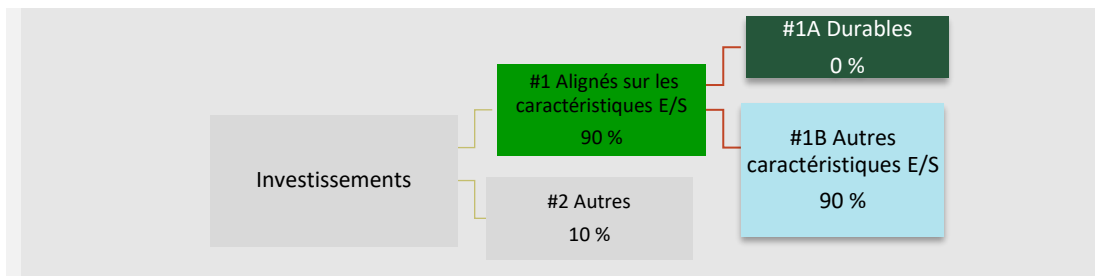 #1A Durables
0 %
#1 Alignés sur les
caractéristiques E/S
90 %
#1B Autres
caractéristiques E/S
90 %
Investissements
#2 Autres
10 %